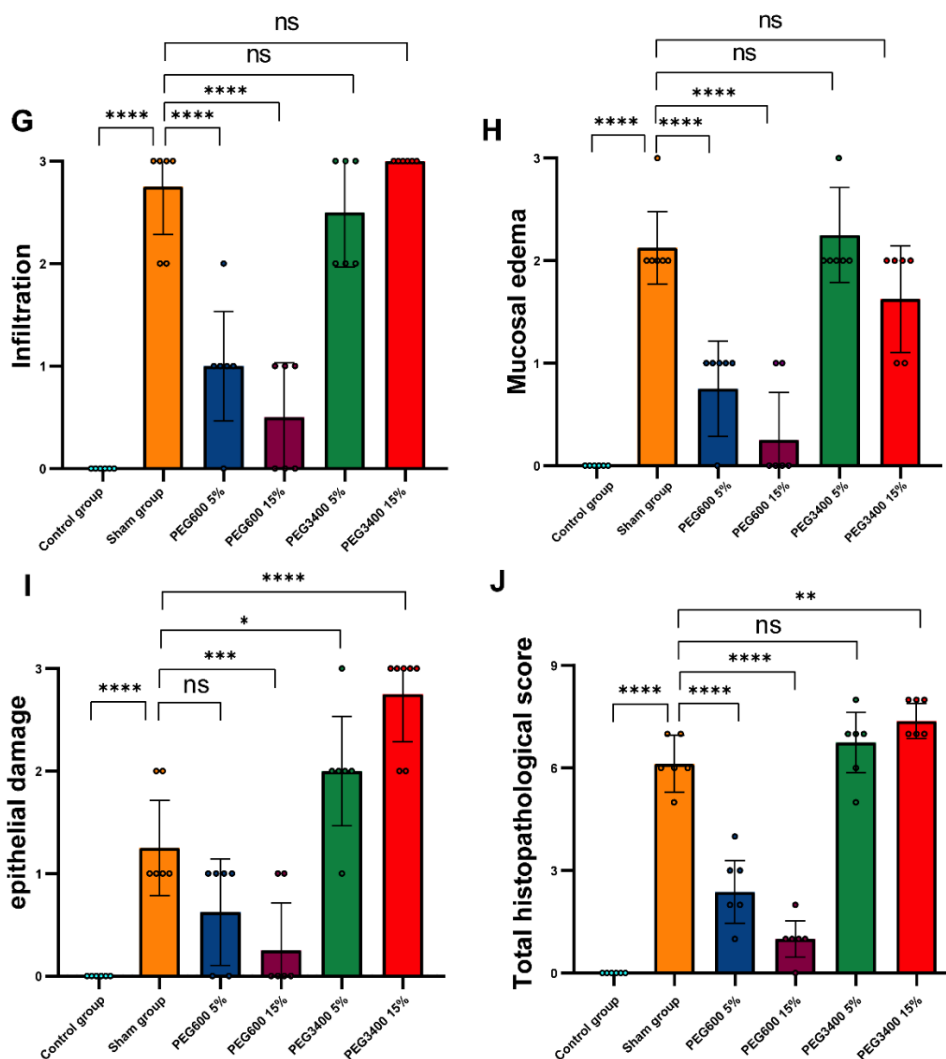 G
ns
ns
****
**** ****
Infiltration
3
2
1
0
Control group
Sham group
PEG600 5%
PEG600 15%
PEG3400 5%
PEG3400 15%
H
ns
ns
****
**** ****
Mucosal edema
3
2
1
0
Control group
Sham group
PEG600 5%
PEG600 15%
PEG3400 5%
PEG3400 15%
I
****
*
***
**** ns
epithelial damage
3
2
1
0
Control group
Sham group
PEG600 5%
PEG600 15%
PEG3400 5%
PEG3400 15%
J
**
ns
****
**** ****
Total histopathological score
9
6
3
0
Control group
Sham group
PEG600 5%
PEG600 15%
PEG3400 5%
PEG3400 15%